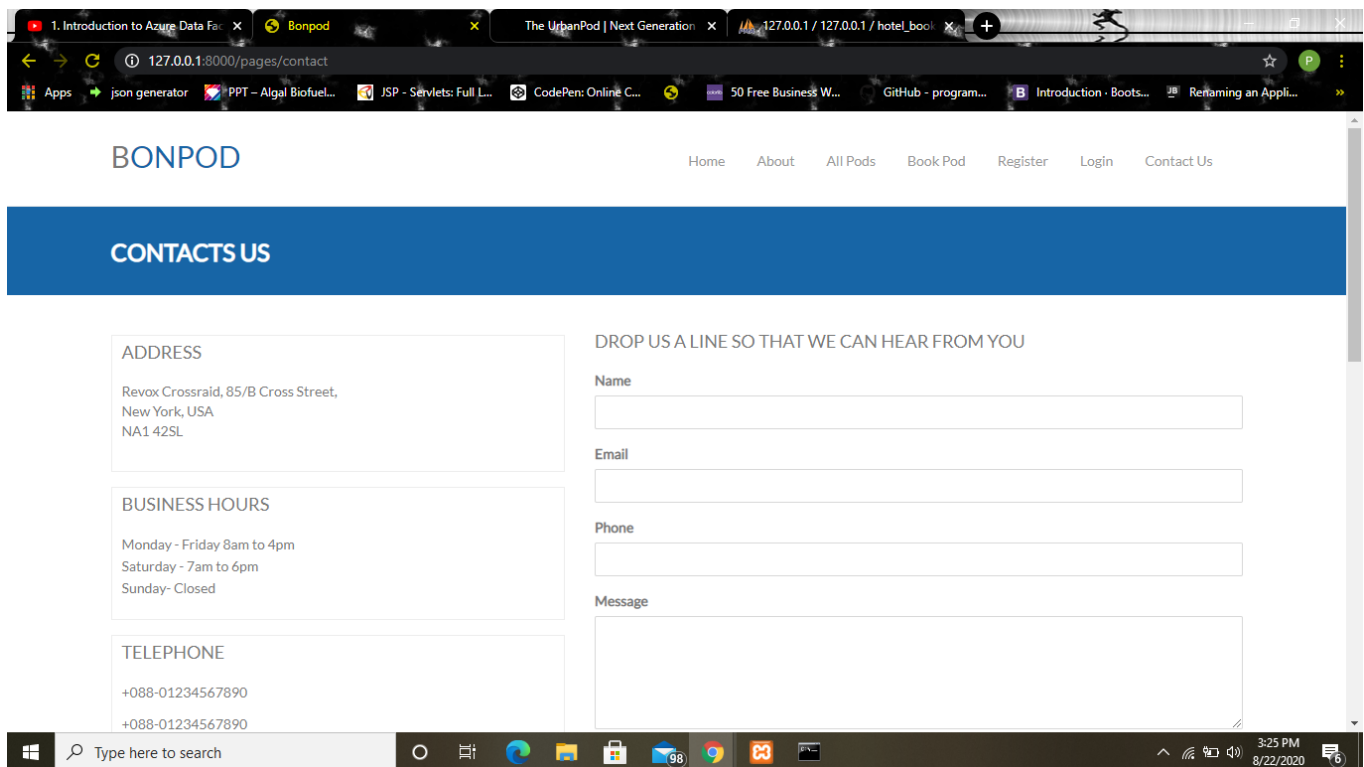 1. Introduction to Azure Data Fac
Bonpod
The UrbanPod | Next Generation
127.0.0.1 / 127.0.0.1 / hotel_book
127.0.0.1:8000/pages/contact
P
Apps
json generator
PPT – Algal Biofuel...
JSP - Servlets: Full L...
CodePen: Online C...
50 Free Business W...
GitHub - program...
B Introduction · Boots...
JB Renaming an Appli...
»
BONPOD
Home About All Pods Book Pod Register Login Contact Us
CONTACTS US
ADDRESS
Revox Crossraid, 85/B Cross Street,
New York, USA
NA1 42SL
BUSINESS HOURS
Monday - Friday 8am to 4pm
Saturday - 7am to 6pm
Sunday- Closed
TELEPHONE
+088-01234567890
+088-01234567890
DROP US A LINE SO THAT WE CAN HEAR FROM YOU
Name
Email
Phone
Message
Type here to search
98
3:25 PM
8/22/2020
6